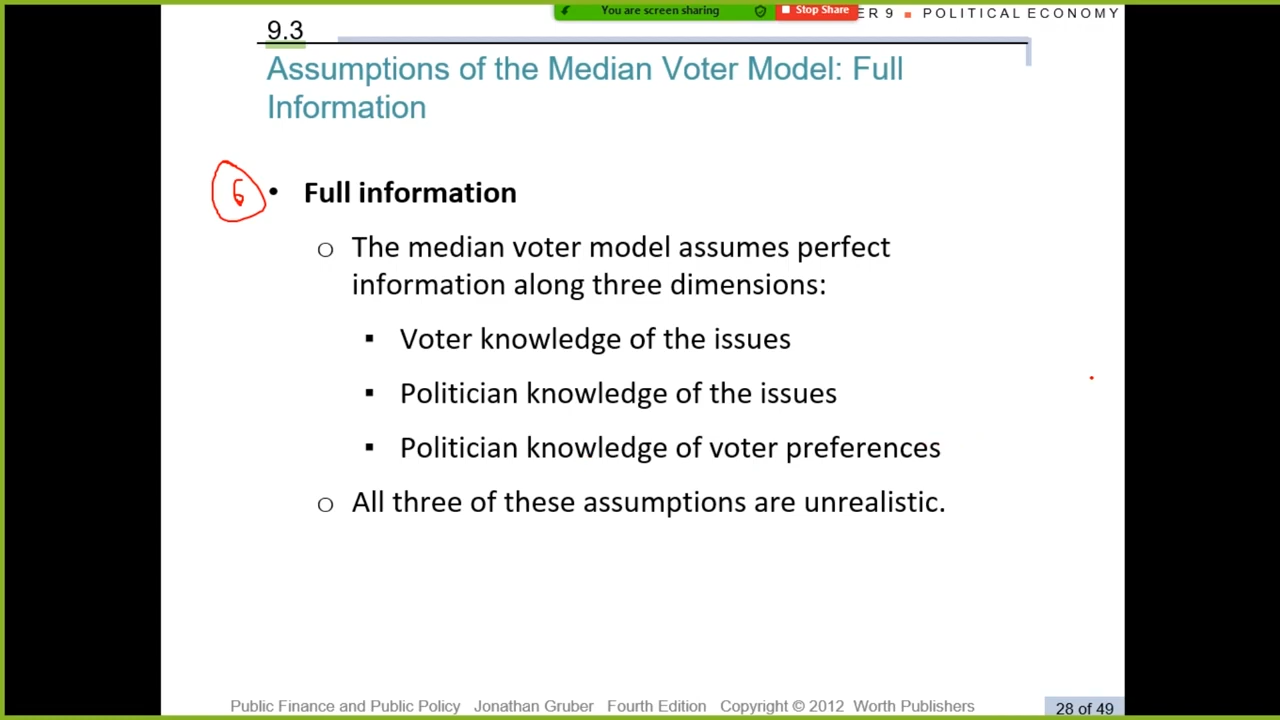 You are screen sharing Stop Share
ER 9 ▪ POLITICAL ECONOMY
9.3
Assumptions of the Median Voter Model: Full
Information
6
• Full information
o The median voter model assumes perfect
information along three dimensions:
▪ Voter knowledge of the issues
▪ Politician knowledge of the issues
▪ Politician knowledge of voter preferences
o All three of these assumptions are unrealistic.
Public Finance and Public Policy Jonathan Gruber Fourth Edition Copyright © 2012 Worth Publishers
28 of 49